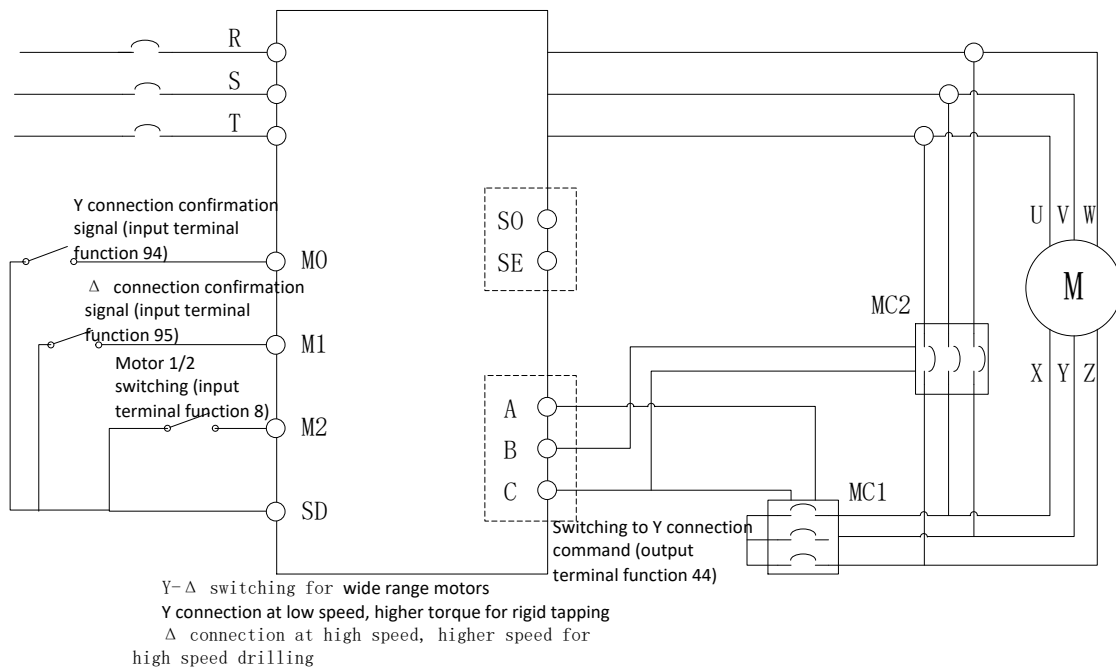 R
S
T
Y connection confirmation
signal (input terminal
function 94)
M0
Δ connection confirmation
signal (input terminal
function 95)
M1
Motor 1/2
switching (input
terminal function 8)
M2
SD
SO
SE
A
B
C
Switching to Y connection
command (output
terminal function 44)
MC2
MC1
U V W
M
X Y Z
Y-Δ switching for wide range motors
Y connection at low speed, higher torque for rigid tapping
Δ connection at high speed, higher speed for
high speed drilling